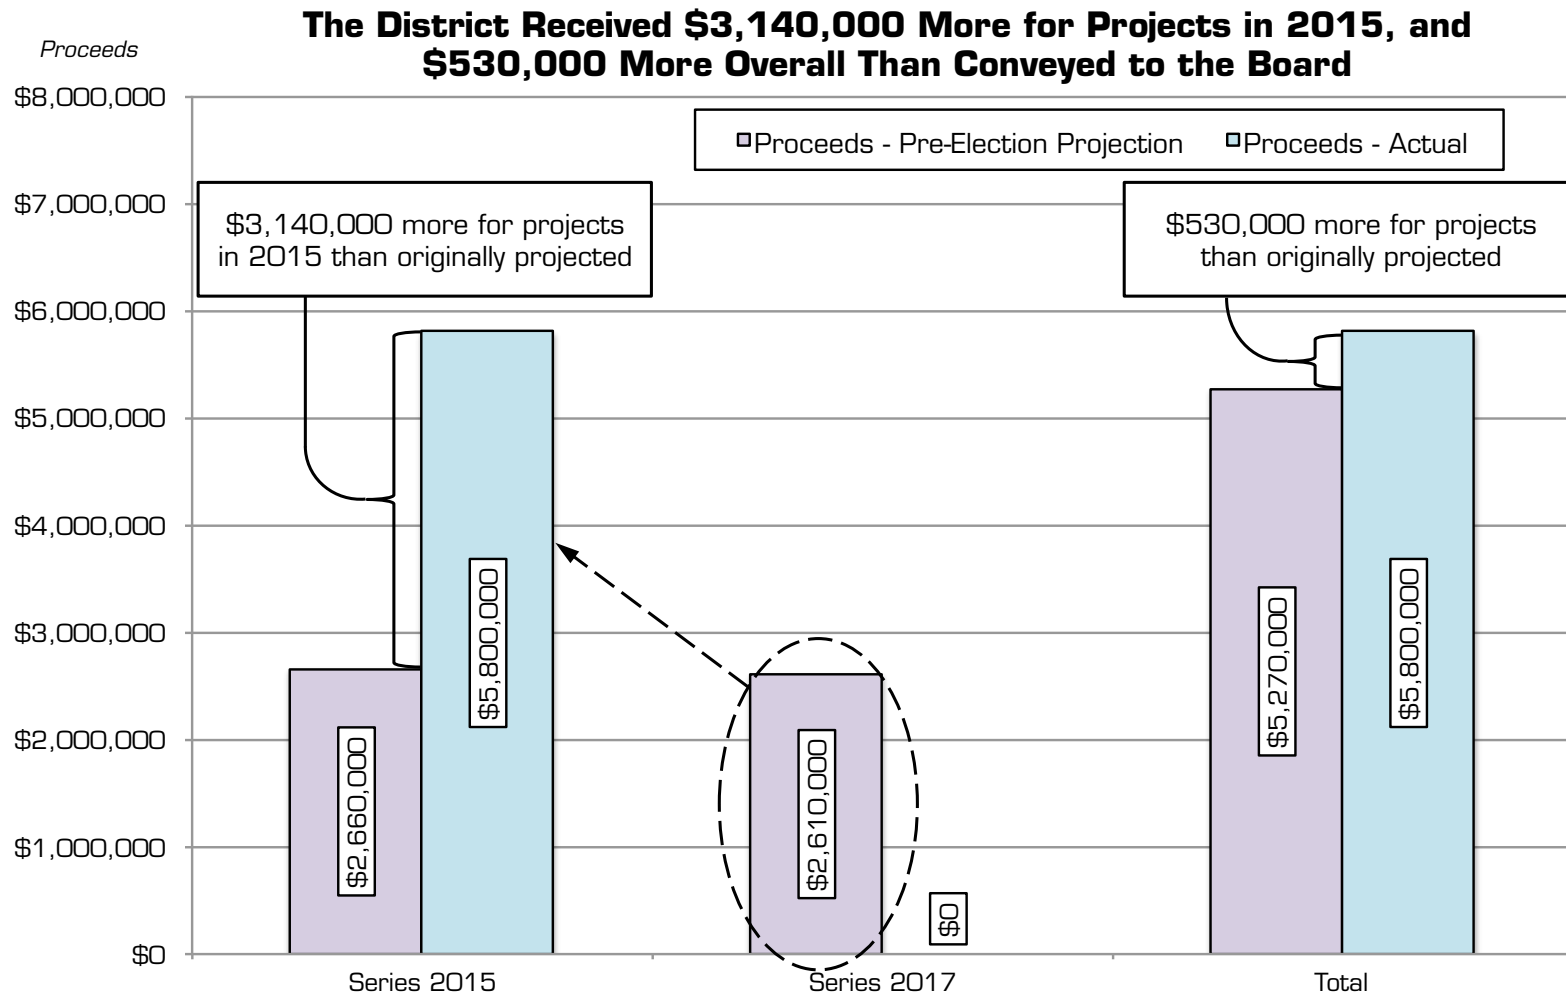 The District Received $3,140,000 More for Projects in 2015, and
$530,000 More Overall Than Conveyed to the Board
Proceeds
$8,000,000
$7,000,000
$6,000,000
$5,000,000
$4,000,000
$3,000,000
$2,000,000
$1,000,000
$0
Proceeds - Pre-Election Projection
Proceeds - Actual
$3,140,000 more for projects
in 2015 than originally projected
$530,000 more for projects
than originally projected
$2,660,000
$5,800,000
$2,610,000
$0
$5,270,000
$5,800,000
Series 2015
Series 2017
Total